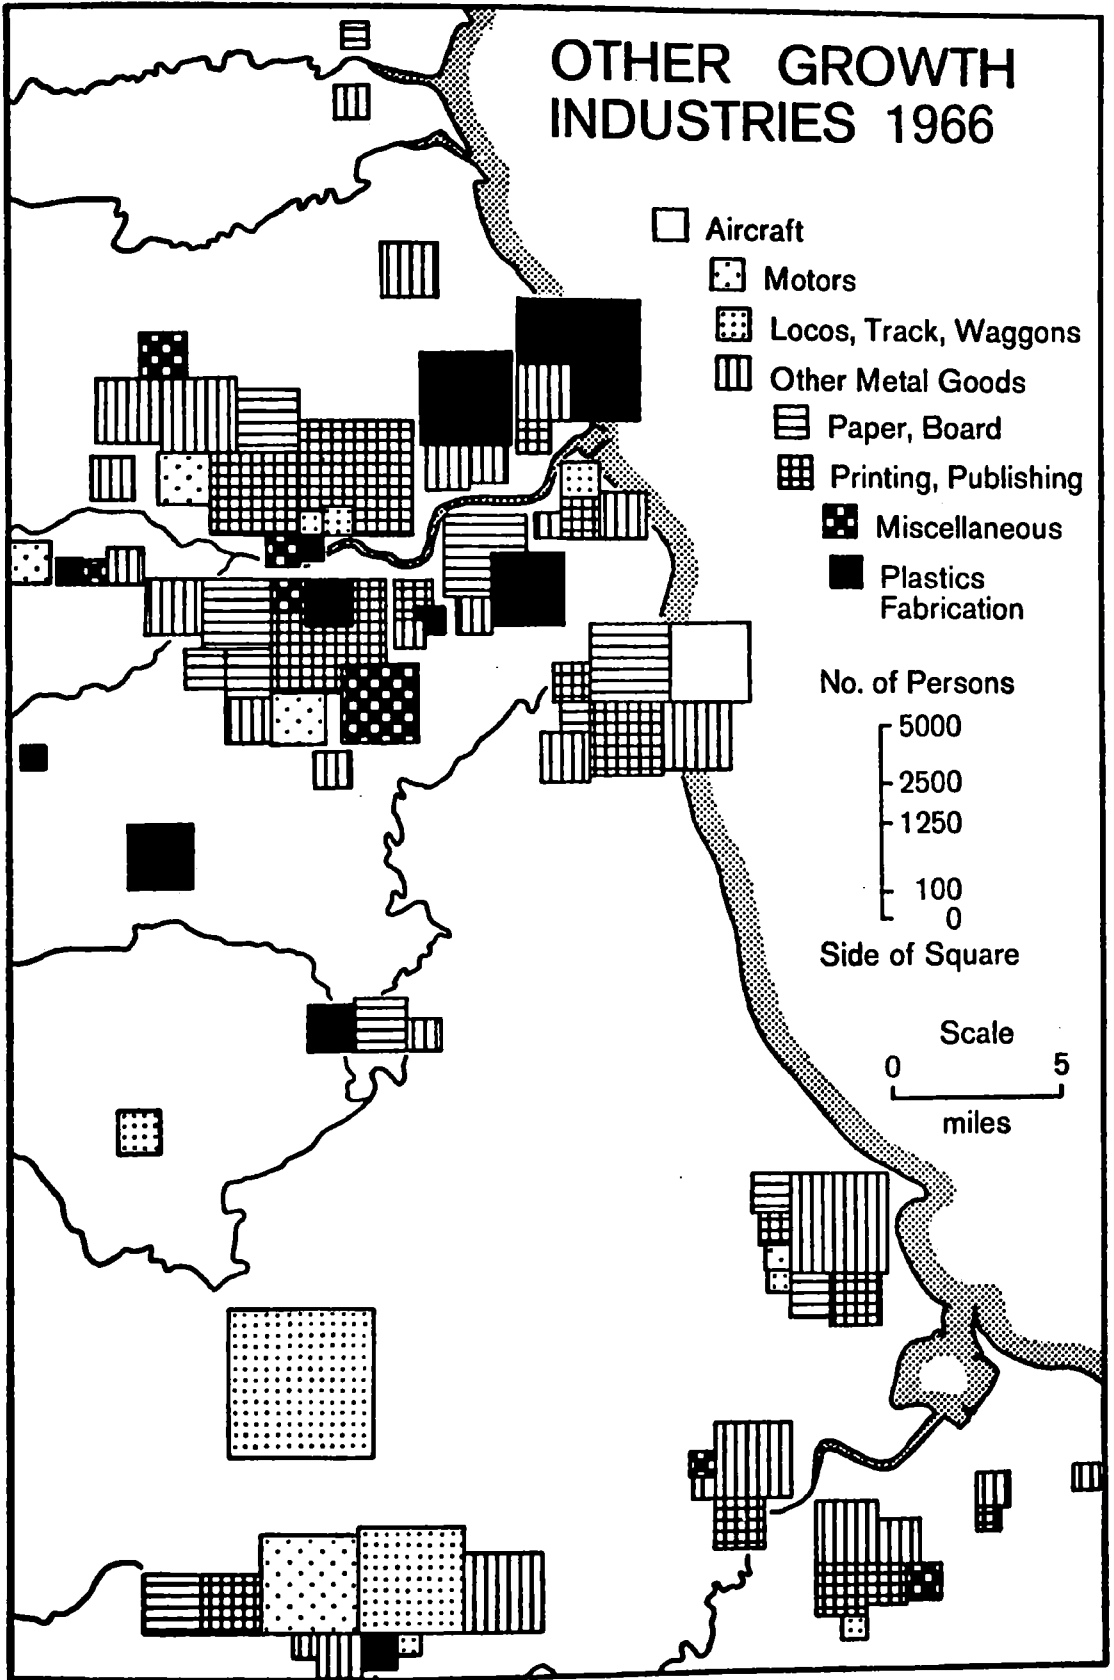 OTHER GROWTH
INDUSTRIES 1966
Aircraft
Motors
Locos, Track, Waggons
Other Metal Goods
Paper, Board
Printing, Publishing
Miscellaneous
Plastics
Fabrication
No. of Persons
5000
2500
1250
100
0
Side of Square
Scale
0 5
miles